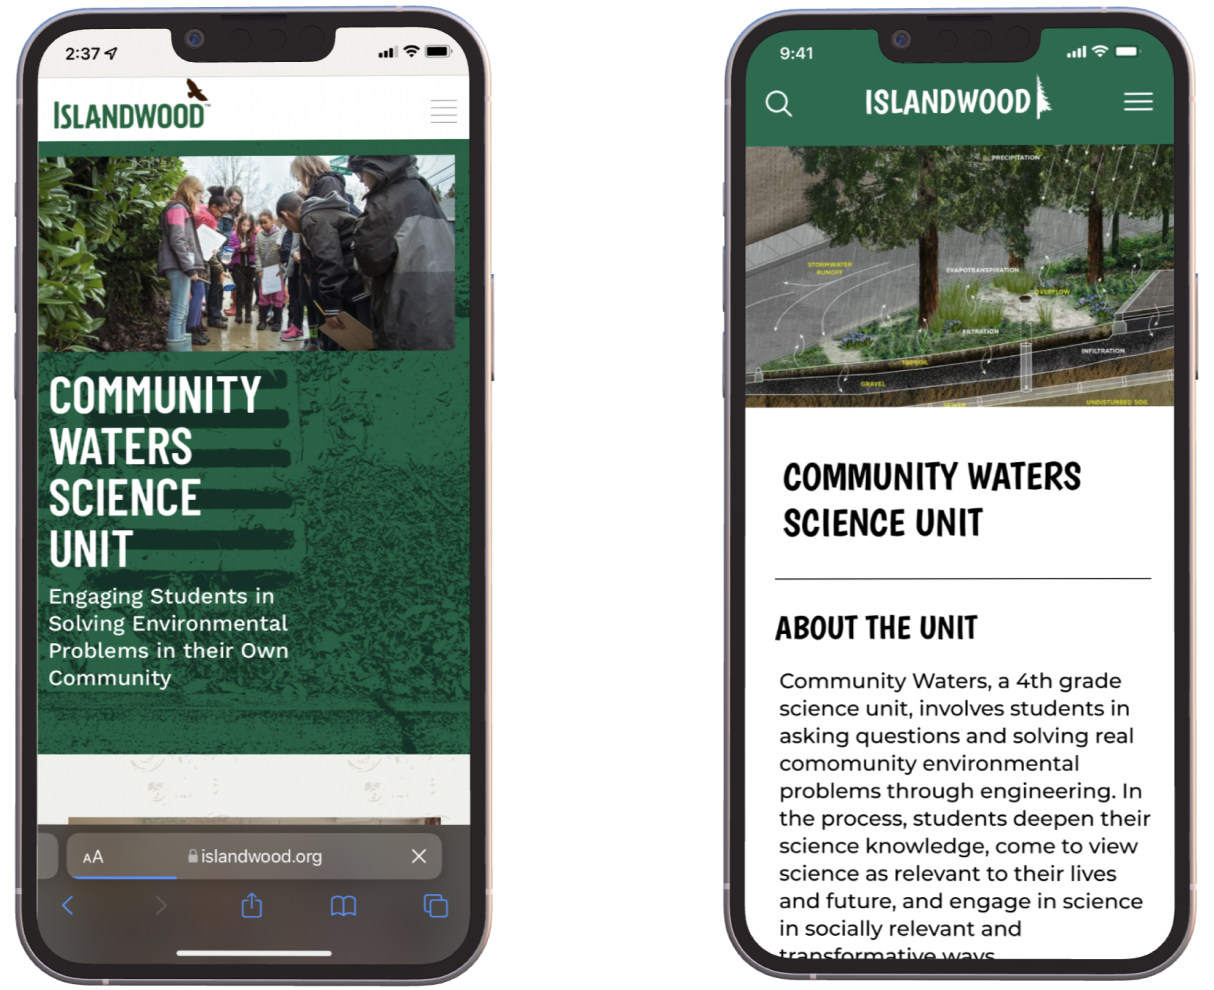 2:37
ISLANDWOOD™
COMMUNITY
WATERS
SCIENCE
UNIT
Engaging Students in
Solving Environmental
Problems in their Own
Community
AA
islandwood.org
9:41
ISLANDWOOD
PRECIPITATION
STORMWATER
RUNOFF
EVAPOTRANSPIRATION
OVERFLOW
FILTRATION
INFILTRATION
TOPSOIL
GRAVEL
SEWER
UNDISTURBED SOIL
COMMUNITY WATERS
SCIENCE UNIT
ABOUT THE UNIT
Community Waters, a 4th grade
science unit, involves students in
asking questions and solving real
comomunity environmental
problems through engineering. In
the process, students deepen their
science knowledge, come to view
science as relevant to their lives
and future, and engage in science
in socially relevant and
transformative ways